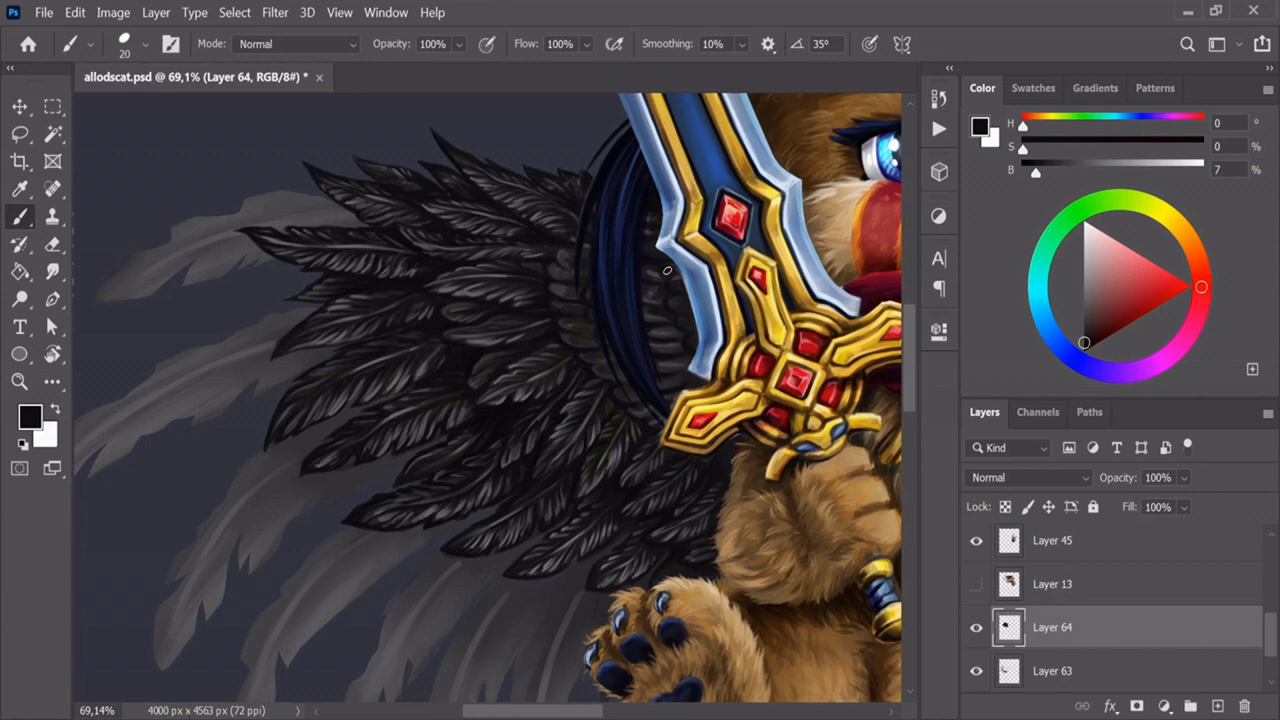 Ps File Edit Image Layer Type Select Filter 3D View Window Help
20 Mode: Normal Opacity: 100% Flow: 100% Smoothing: 10% 35°
allodscat.psd @ 69,1% (Layer 64, RGB/8#) *
Color Swatches Gradients Patterns
H 0 °
S 0 %
B 7 %
Layers Channels Paths
Kind
Normal Opacity: 100%
Lock: Fill: 100%
Layer 45
Layer 13
Layer 64
Layer 63
fx
69,14% 4000 px x 4563 px (72 ppi)